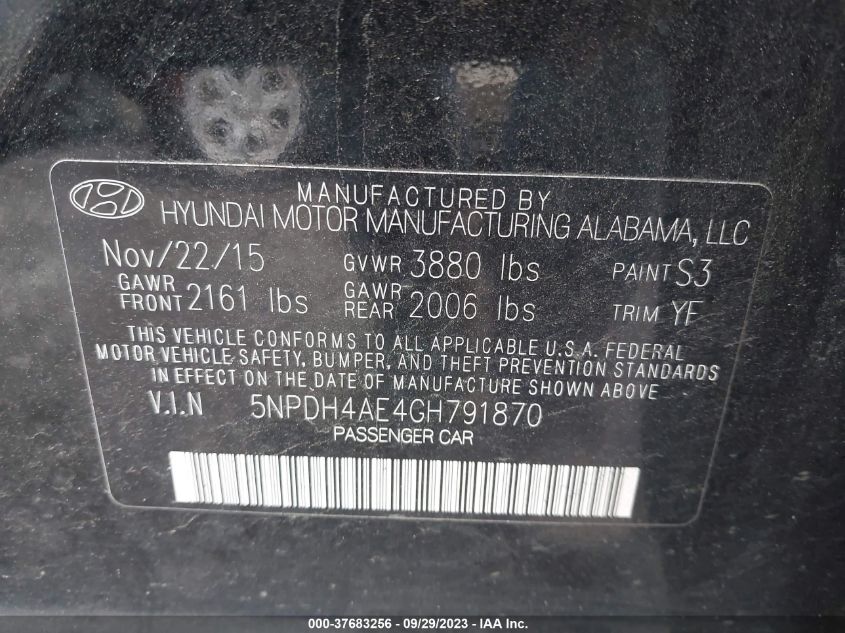 MANUFACTURED BY
HYUNDAI MOTOR MANUFACTURING ALABAMA, LLC
Nov/22/15 GVWR 3880 lbs PAINT S3
GAWR FRONT 2161 lbs GAWR REAR 2006 lbs TRIM YF
THIS VEHICLE CONFORMS TO ALL APPLICABLE U.S.A. FEDERAL
MOTOR VEHICLE SAFETY, BUMPER, AND THEFT PREVENTION STANDARDS
IN EFFECT ON THE DATE OF MANUFACTURE SHOWN ABOVE
V.I.N 5NPDH4AE4GH791870
PASSENGER CAR
000-37683256 - 09/29/2023 - IAAI.COM